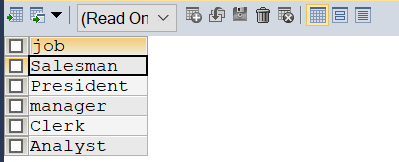 (Read On
job
Salesman
President
manager
Clerk
Analyst